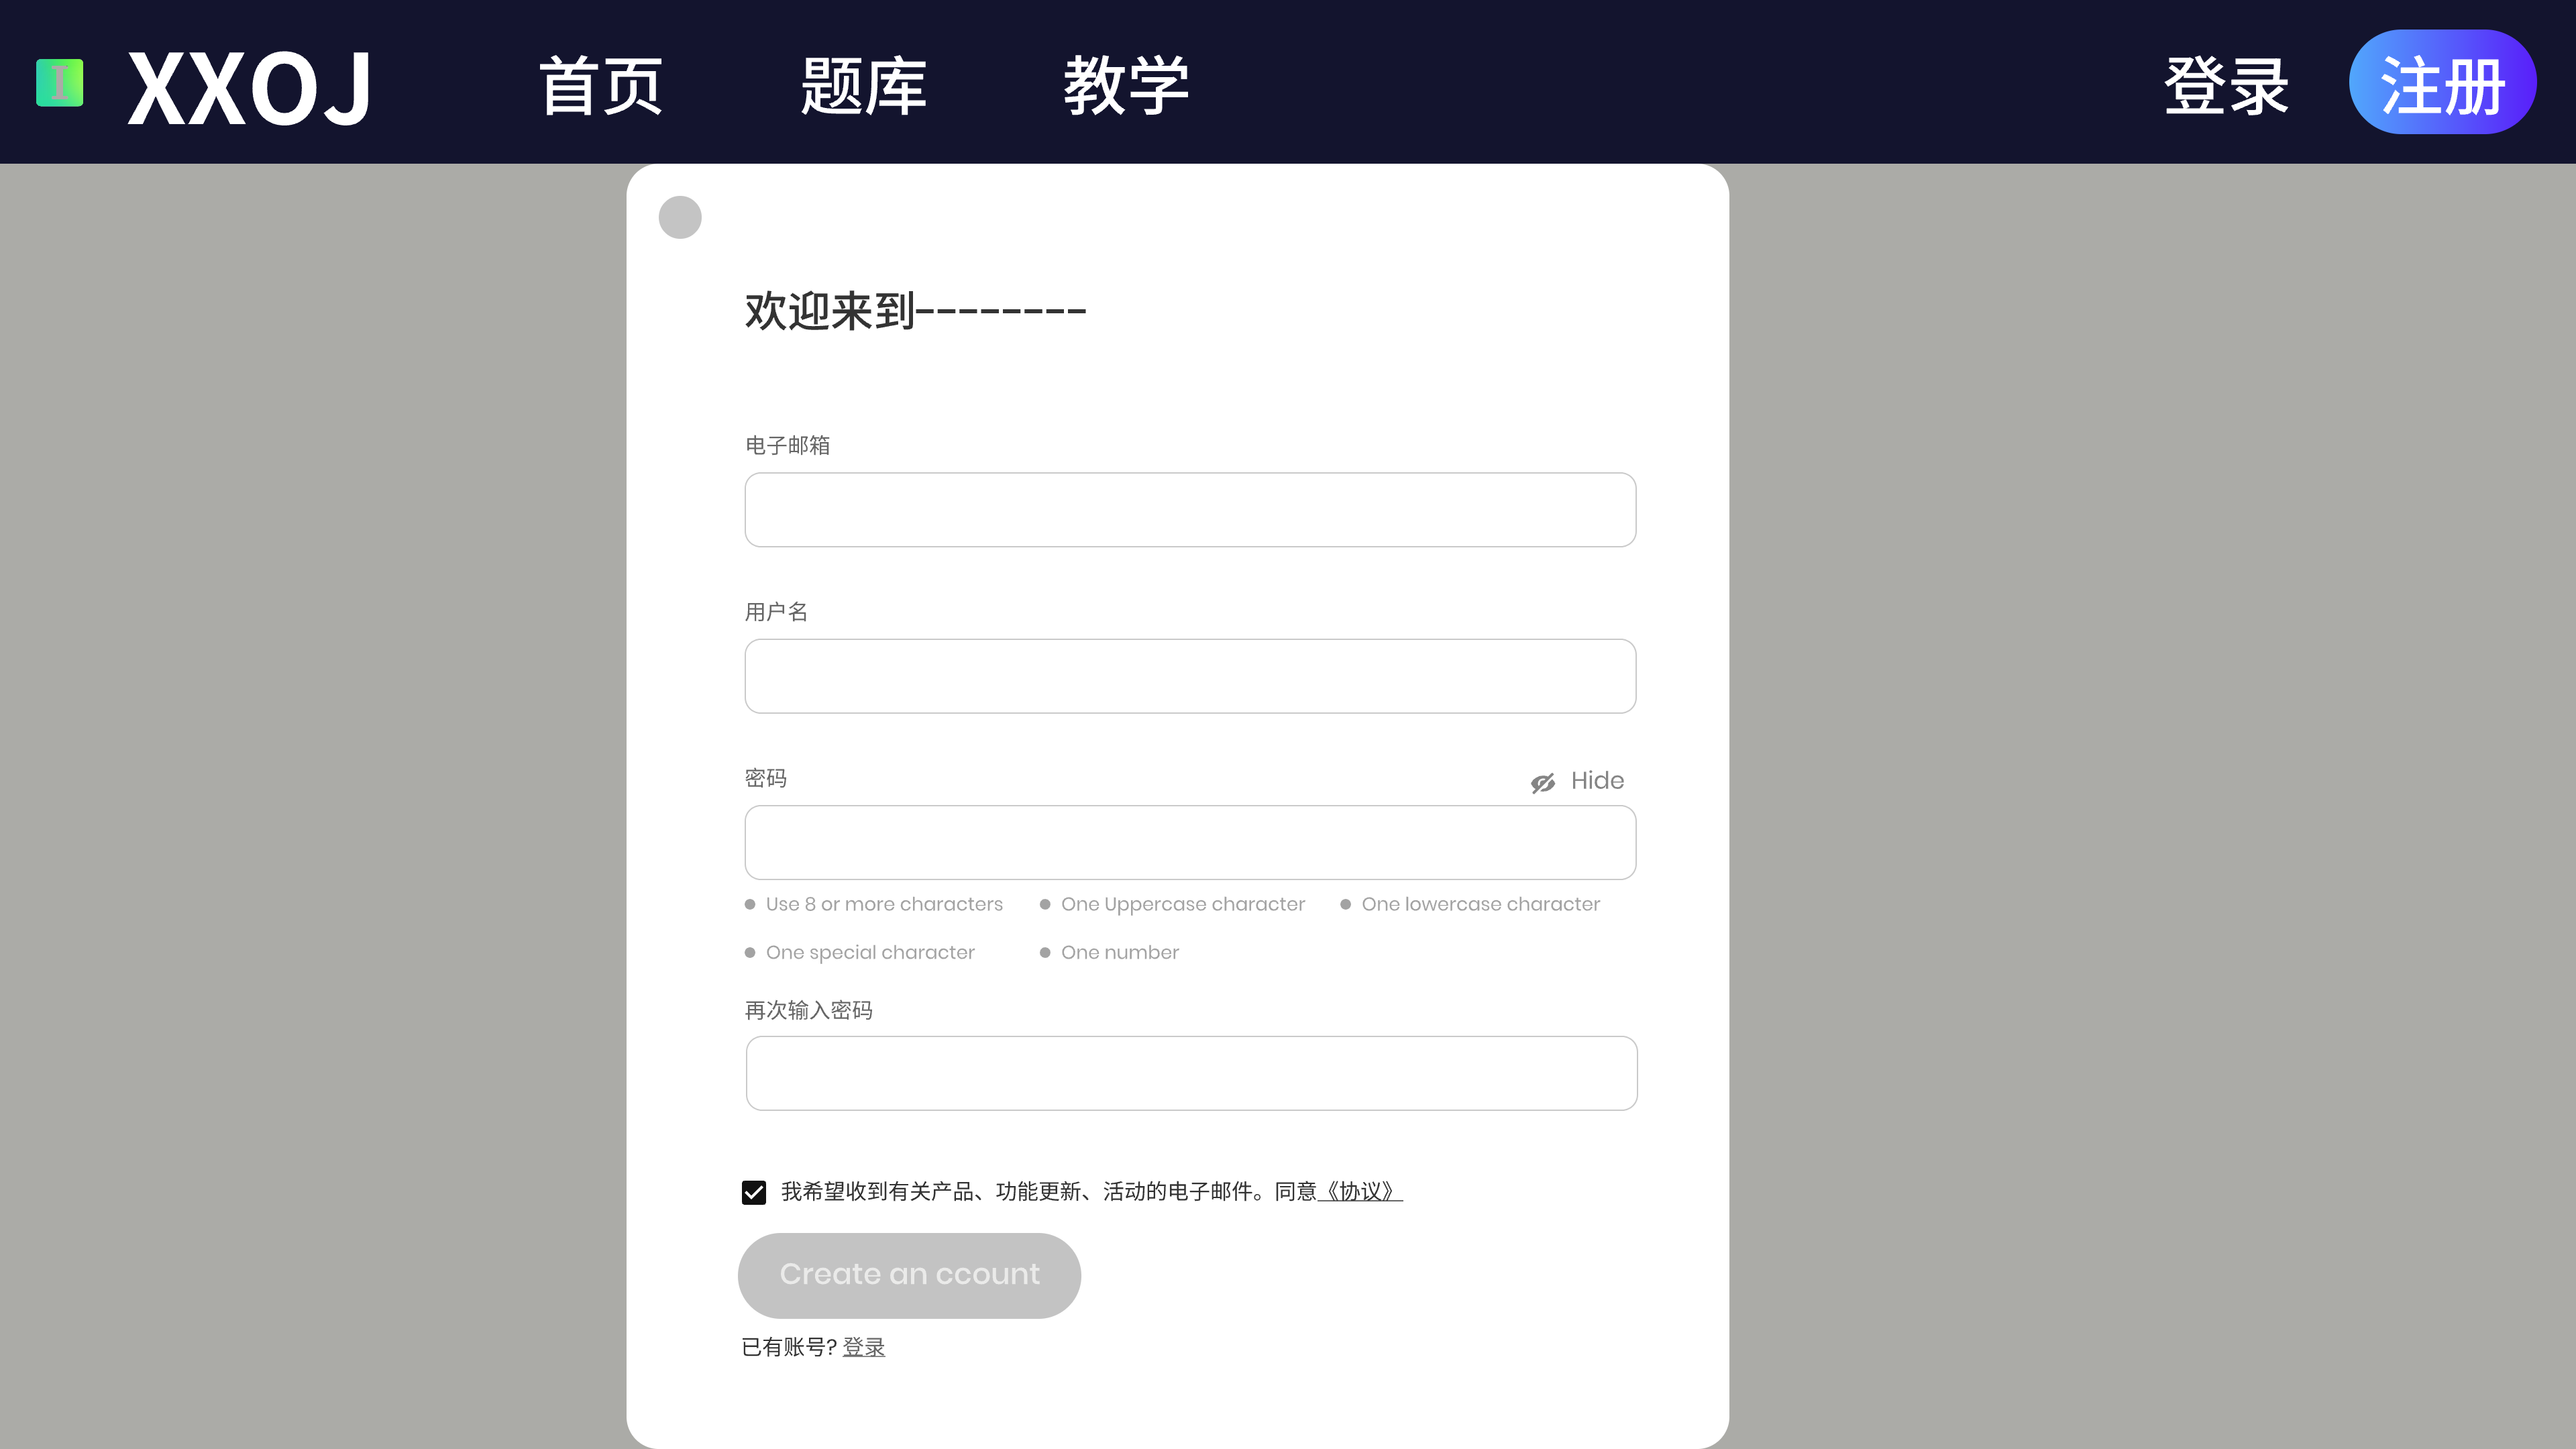 I XXOJ 首页 题库 教学 登录 注册
欢迎来到--------
电子邮箱
用户名
密码 Hide
Use 8 or more characters One Uppercase character One lowercase character
One special character One number
再次输入密码
我希望收到有关产品、功能更新、活动的电子邮件。同意《协议》
Create an ccount
已有账号? 登录